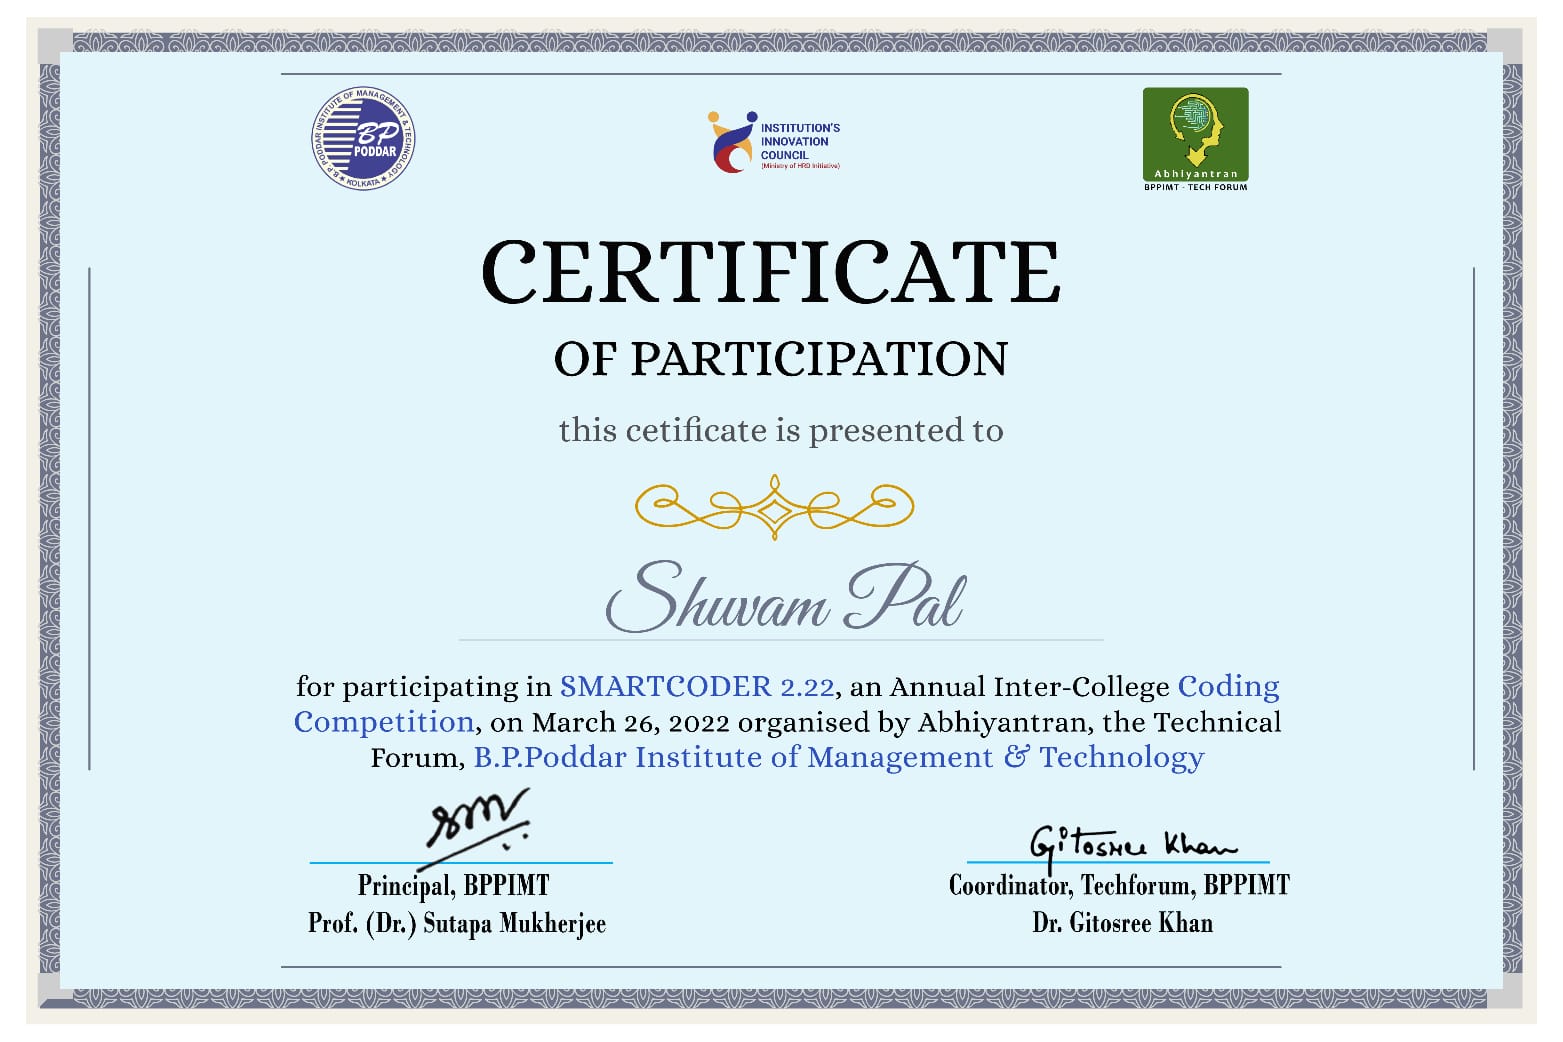 B.P. PODDAR INSTITUTE OF MANAGEMENT & TECHNOLOGY
BP
PODDAR
★ KOLKATA ★
INSTITUTION'S
INNOVATION
COUNCIL
(Ministry of HRD Initiative)
Abhiyantran
BPPIMT - TECH FORUM
CERTIFICATE
OF PARTICIPATION
this cetificate is presented to
Shuvam Pal
for participating in SMARTCODER 2.22, an Annual Inter-College Coding
Competition, on March 26, 2022 organised by Abhiyantran, the Technical
Forum, B.P.Poddar Institute of Management & Technology
Gitosree Khan
Principal, BPPIMT
Prof. (Dr.) Sutapa Mukherjee
Coordinator, Techforum, BPPIMT
Dr. Gitosree Khan